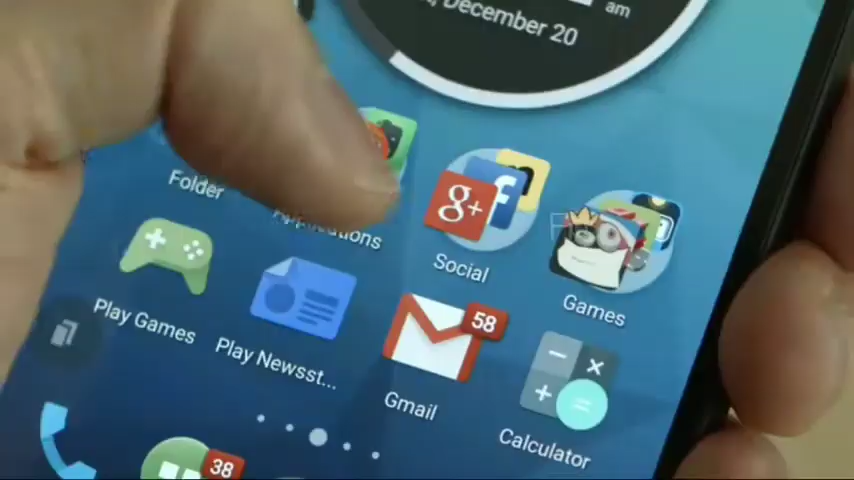 am
, December 20
Folder
Applications
g+
f
Social
Games
Play Games
Play Newsst...
58
Gmail
Calculator
38